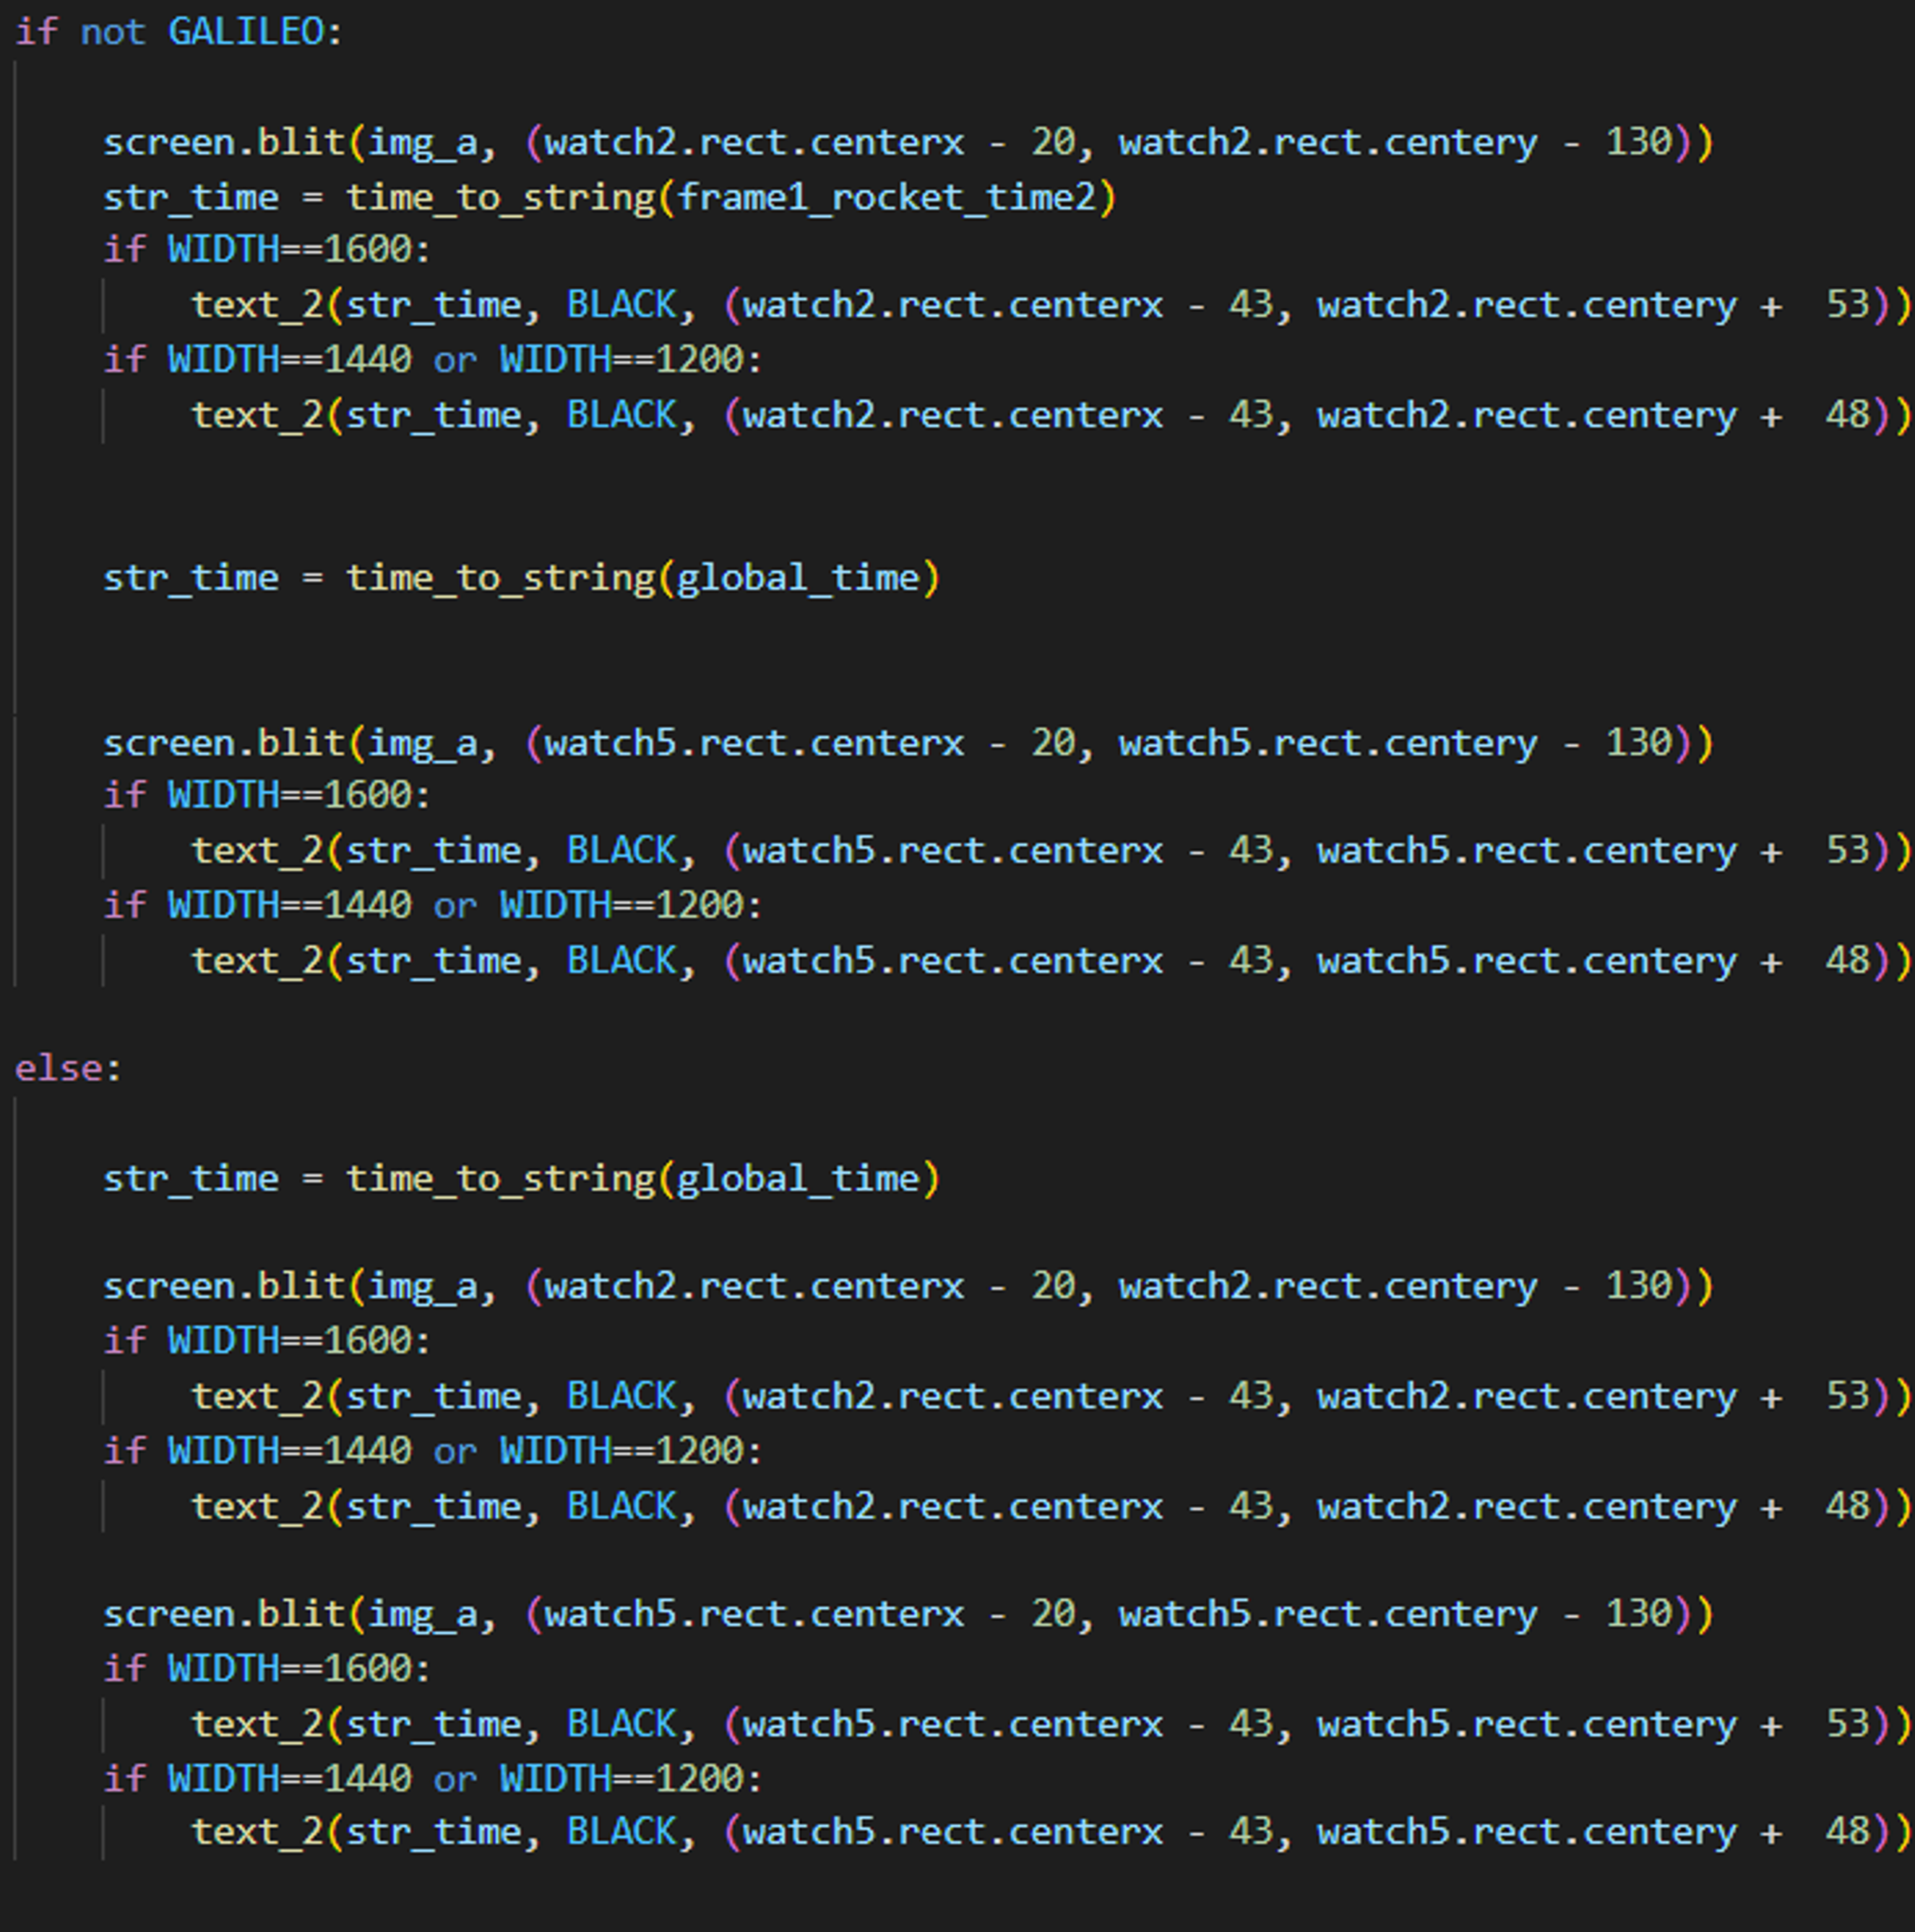 if not GALILEO:
    screen.blit(img_a, (watch2.rect.centerx - 20, watch2.rect.centery - 130))
    str_time = time_to_string(frame1_rocket_time2)
    if WIDTH==1600:
        text_2(str_time, BLACK, (watch2.rect.centerx - 43, watch2.rect.centery +  53))
    if WIDTH==1440 or WIDTH==1200:
        text_2(str_time, BLACK, (watch2.rect.centerx - 43, watch2.rect.centery +  48))
    str_time = time_to_string(global_time)
    screen.blit(img_a, (watch5.rect.centerx - 20, watch5.rect.centery - 130))
    if WIDTH==1600:
        text_2(str_time, BLACK, (watch5.rect.centerx - 43, watch5.rect.centery +  53))
    if WIDTH==1440 or WIDTH==1200:
        text_2(str_time, BLACK, (watch5.rect.centerx - 43, watch5.rect.centery +  48))
else:
    str_time = time_to_string(global_time)
    screen.blit(img_a, (watch2.rect.centerx - 20, watch2.rect.centery - 130))
    if WIDTH==1600:
        text_2(str_time, BLACK, (watch2.rect.centerx - 43, watch2.rect.centery +  53))
    if WIDTH==1440 or WIDTH==1200:
        text_2(str_time, BLACK, (watch2.rect.centerx - 43, watch2.rect.centery +  48))
    screen.blit(img_a, (watch5.rect.centerx - 20, watch5.rect.centery - 130))
    if WIDTH==1600:
        text_2(str_time, BLACK, (watch5.rect.centerx - 43, watch5.rect.centery +  53))
    if WIDTH==1440 or WIDTH==1200:
        text_2(str_time, BLACK, (watch5.rect.centerx - 43, watch5.rect.centery +  48))